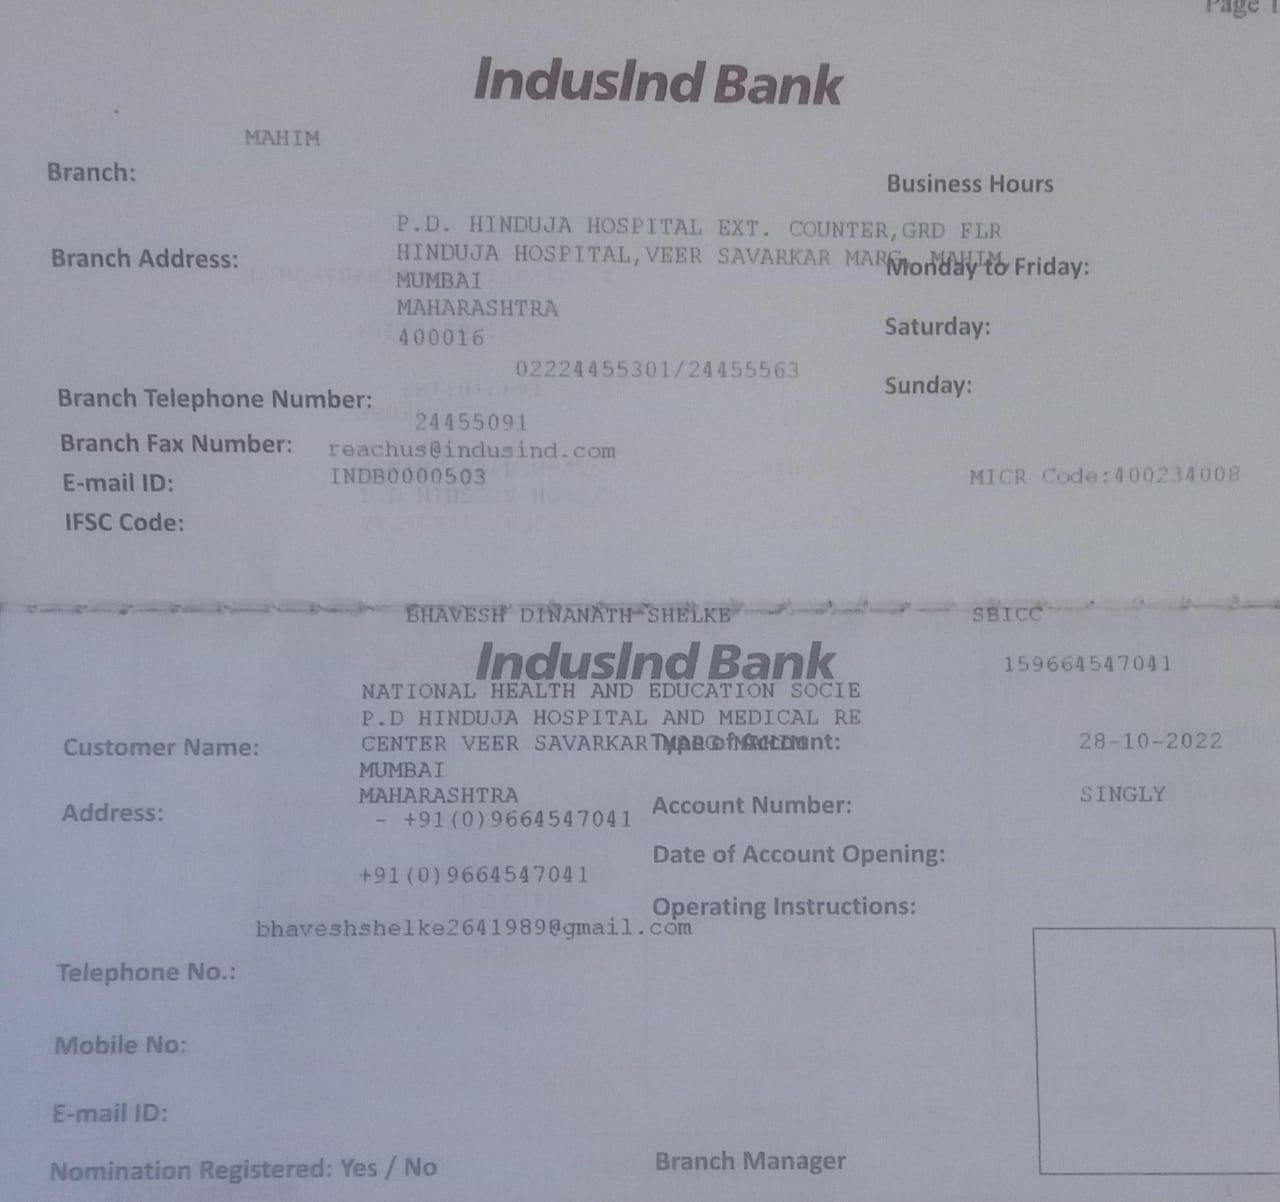 Page 1
IndusInd Bank
MAHIM
Branch:
Business Hours
P.D. HINDUJA HOSPITAL EXT. COUNTER,GRD FLR
Branch Address:
HINDUJA HOSPITAL,VEER SAVARKAR MARG, MAHIM
Monday to Friday:
MUMBAI
MAHARASHTRA
Saturday:
400016
02224455301/24455563
Sunday:
Branch Telephone Number:
24455091
Branch Fax Number:
reachus@indusind.com
E-mail ID:
INDB0000503
MICR Code:400234008
IFSC Code:
BHAVESH DINANATH SHELKE
SBICC
IndusInd Bank
159664547041
NATIONAL HEALTH AND EDUCATION SOCIE
P.D HINDUJA HOSPITAL AND MEDICAL RE
Customer Name:
CENTER VEER SAVARKAR MARG MAHIM
Type of Account:
28-10-2022
MUMBAI
MAHARASHTRA
SINGLY
Address:
Account Number:
- +91(0)9664547041
Date of Account Opening:
+91(0)9664547041
Operating Instructions:
bhaveshshelke2641989@gmail.com
Telephone No.:
Mobile No:
E-mail ID:
Nomination Registered: Yes / No
Branch Manager